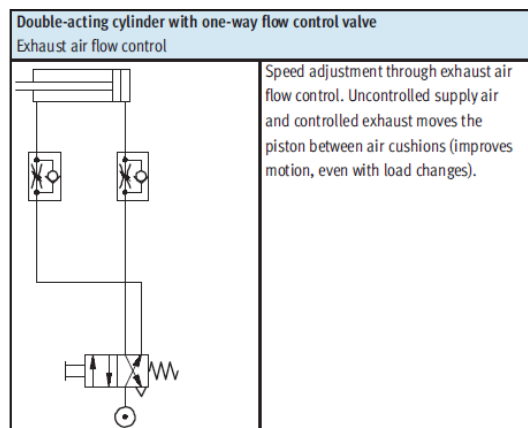 Double-acting cylinder with one-way flow control valve
Exhaust air flow control
Speed adjustment through exhaust air
flow control. Uncontrolled supply air
and controlled exhaust moves the
piston between air cushions (improves
motion, even with load changes).